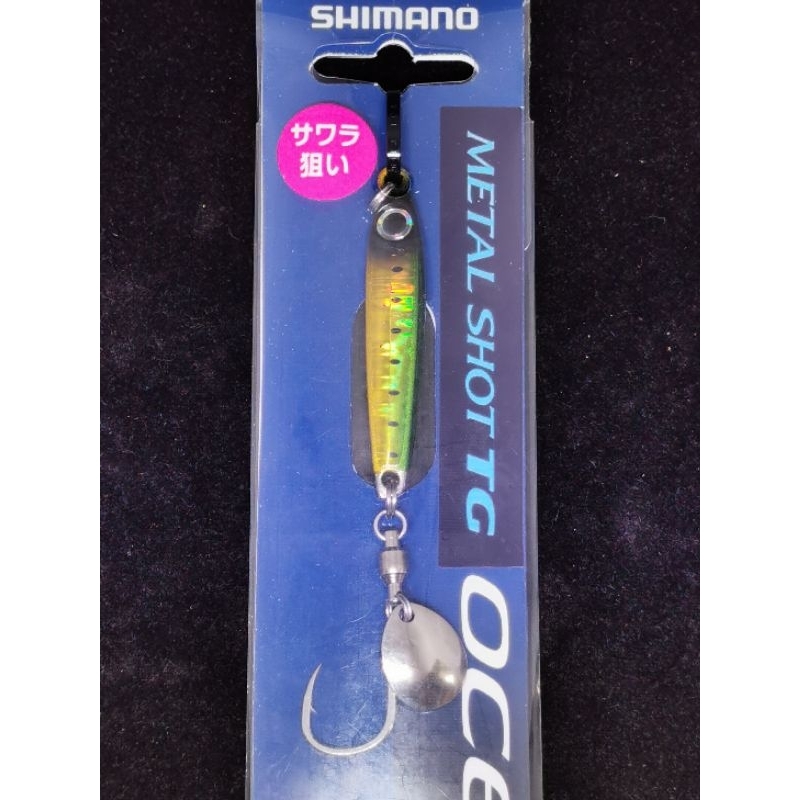 SHIMANO
サワラ
狙い
METAL SHOT TG
OCE